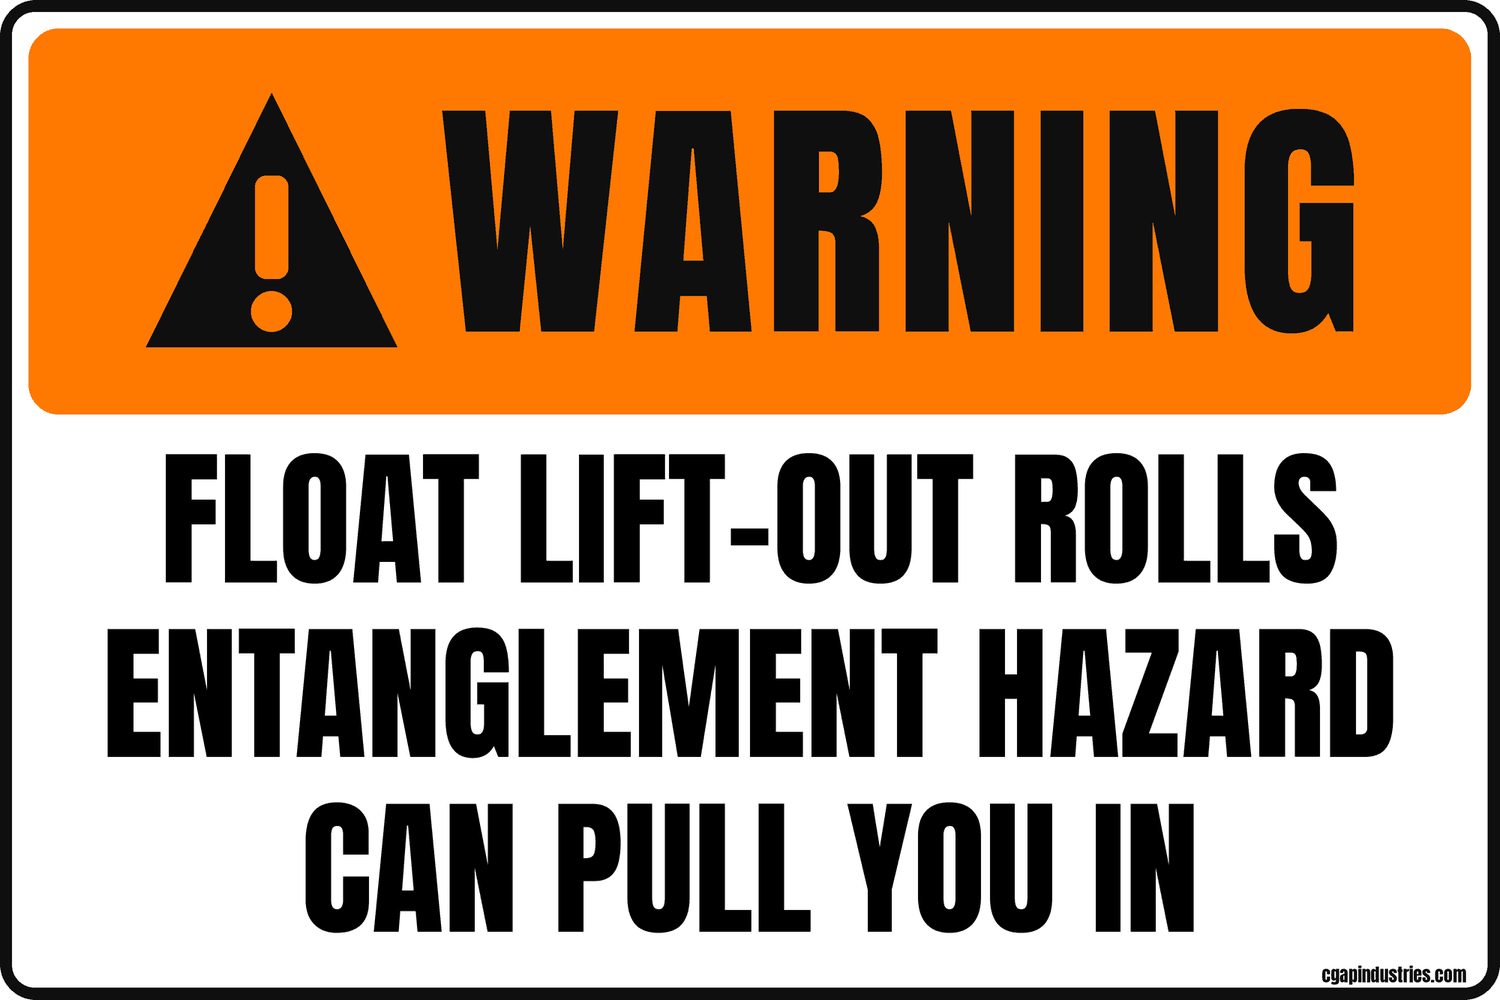 WARNING
FLOAT LIFT-OUT ROLLS
ENTANGLEMENT HAZARD
CAN PULL YOU IN
cgapindustries.com